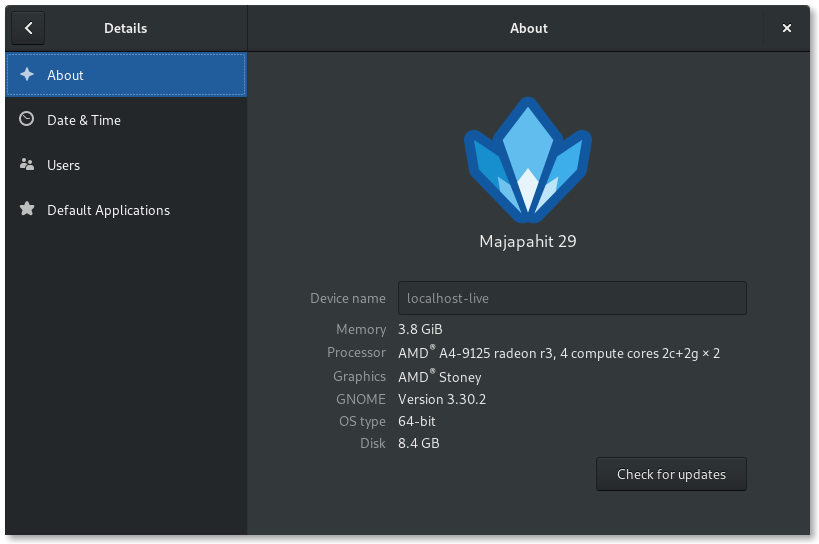 Details
About
About
Date & Time
Users
Default Applications
Majapahit 29
Device name localhost-live
Memory 3.8 GiB
Processor AMD® A4-9125 radeon r3, 4 compute cores 2c+2g × 2
Graphics AMD® Stoney
GNOME Version 3.30.2
OS type 64-bit
Disk 8.4 GB
Check for updates